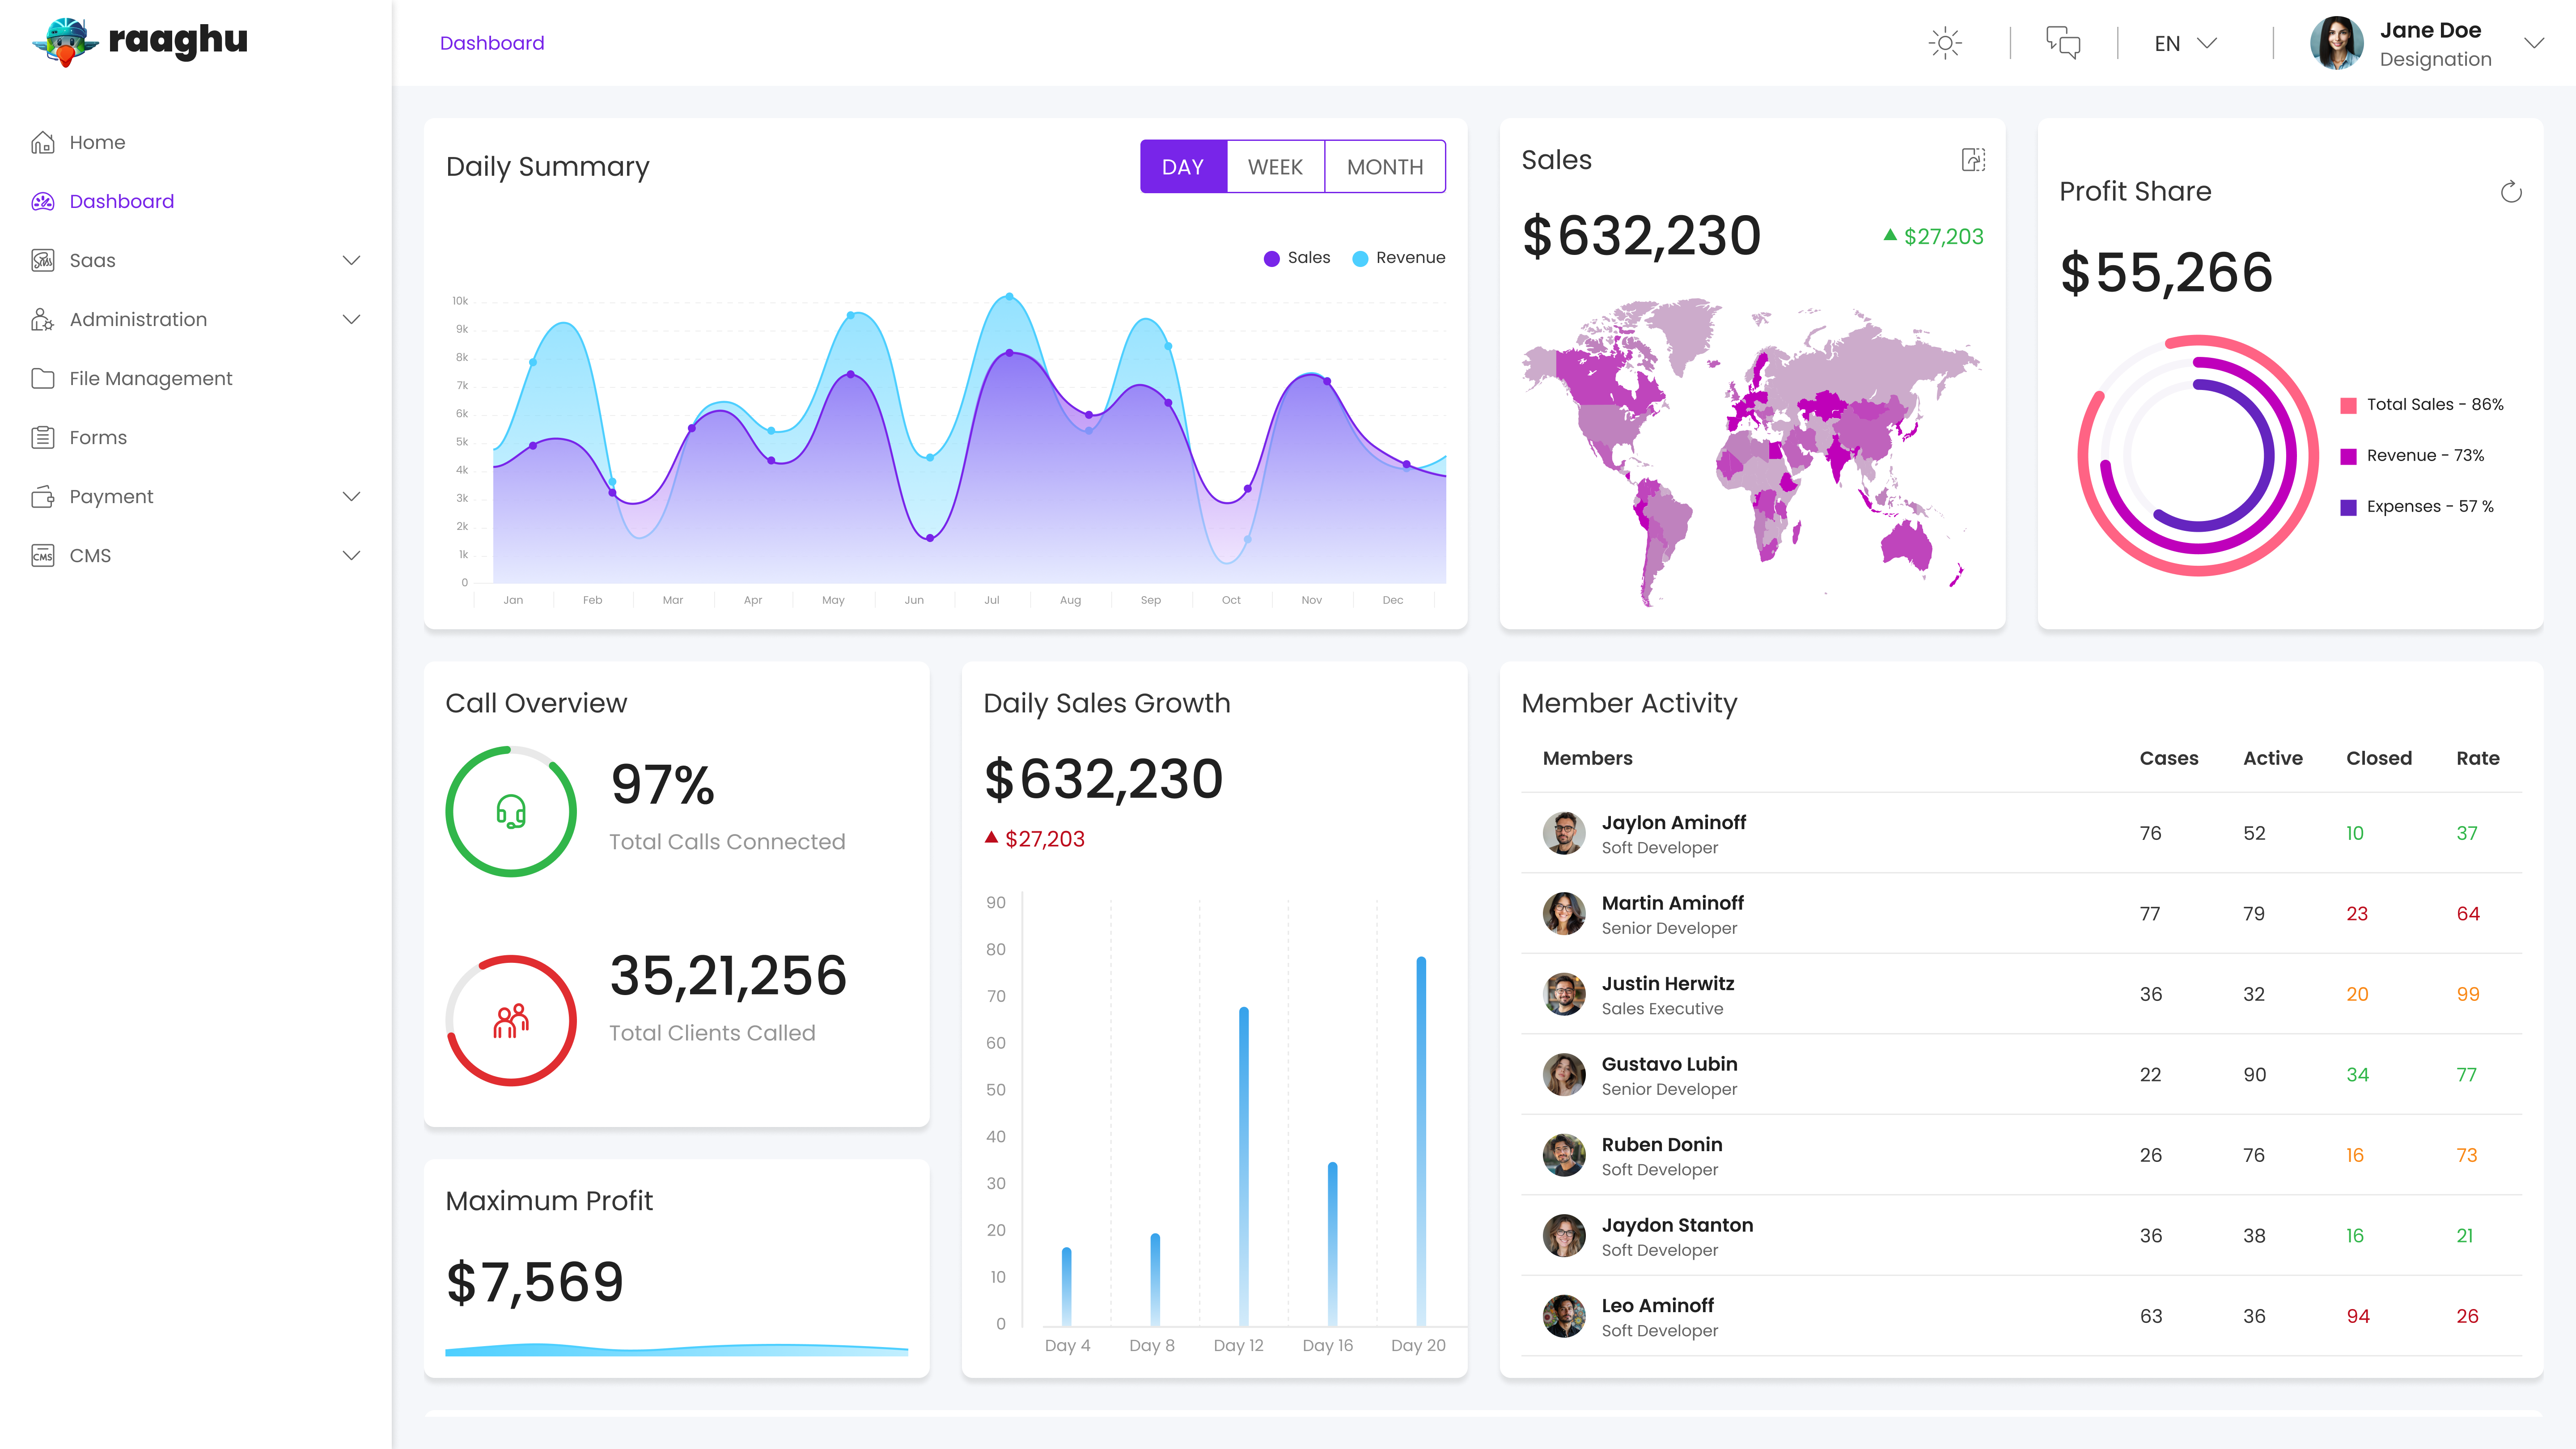 raaghu
Dashboard
EN
Jane Doe
Designation
Home
Dashboard
Saas
Administration
File Management
Forms
Payment
CMS
CMS
Daily Summary
DAY WEEK MONTH
Sales Revenue
10k
9k
8k
7k
6k
5k
4k
3k
2k
1k
0
Jan Feb Mar Apr May Jun Jul Aug Sep Oct Nov Dec
Sales
$632,230
$27,203
Profit Share
$55,266
Total Sales - 86%
Revenue - 73%
Expenses - 57 %
Call Overview
97%
Total Calls Connected
35,21,256
Total Clients Called
Maximum Profit
$7,569
Daily Sales Growth
$632,230
$27,203
90
80
70
60
50
40
30
20
10
0
Day 4 Day 8 Day 12 Day 16 Day 20
Member Activity
Members Cases Active Closed Rate
Jaylon Aminoff
Soft Developer
76 52 10 37
Martin Aminoff
Senior Developer
77 79 23 64
Justin Herwitz
Sales Executive
36 32 20 99
Gustavo Lubin
Senior Developer
22 90 34 77
Ruben Donin
Soft Developer
26 76 16 73
Jaydon Stanton
Soft Developer
36 38 16 21
Leo Aminoff
Soft Developer
63 36 94 26